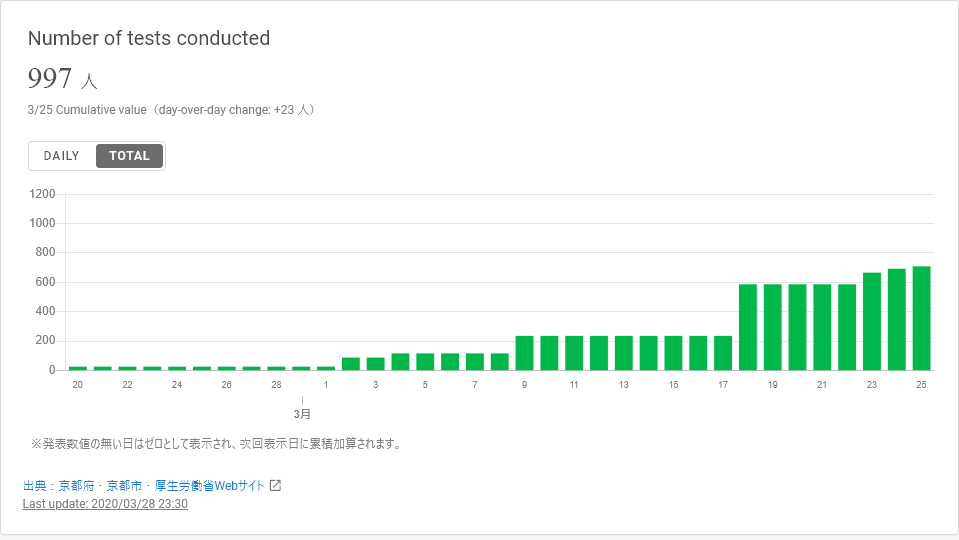 Number of tests conducted
997 人
3/25 Cumulative value（day-over-day change: +23 人）
DAILY TOTAL
1200
1000
800
600
400
200
0
20 22 24 26 28 1 3 5 7 9 11 13 15 17 19 21 23 25
3月
※発表数値の無い日はゼロとして表示され、次回表示日に累積加算されます。
出典：京都府・京都市・厚生労働省Webサイト
Last update: 2020/03/28 23:30